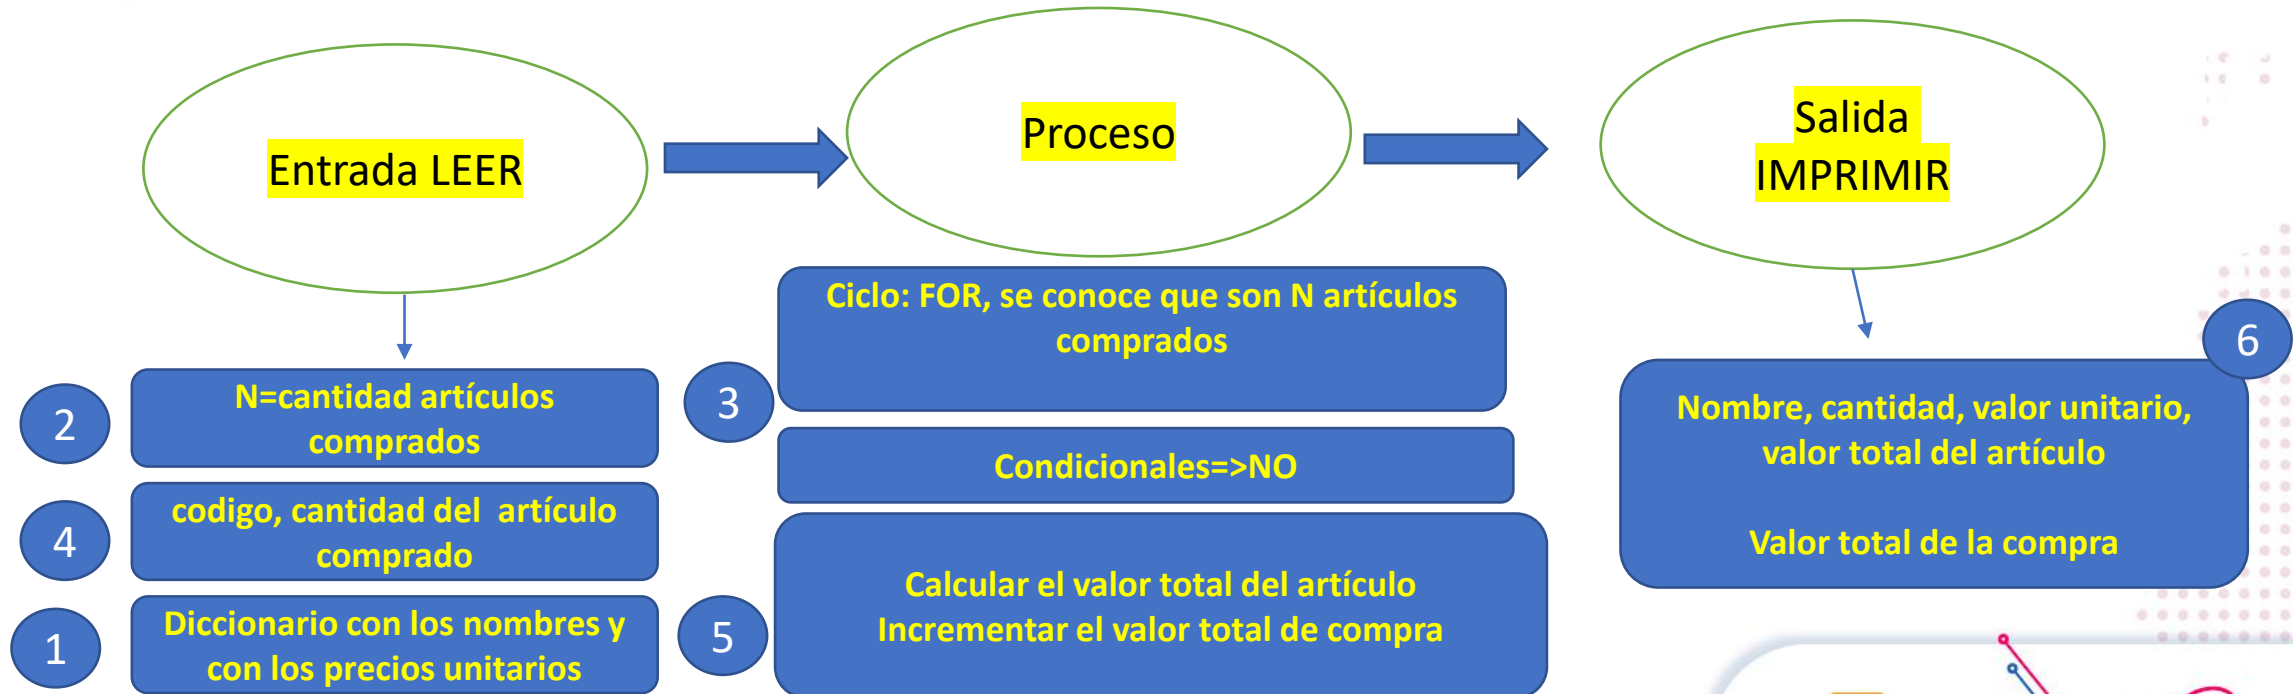 Entrada LEER
Proceso
Salida
IMPRIMIR
2
N=cantidad artículos
comprados
4
codigo, cantidad del artículo
comprado
1
Diccionario con los nombres y
con los precios unitarios
3
Ciclo: FOR, se conoce que son N artículos
comprados
Condicionales=>NO
5
Calcular el valor total del artículo
Incrementar el valor total de compra
6
Nombre, cantidad, valor unitario,
valor total del artículo
Valor total de la compra